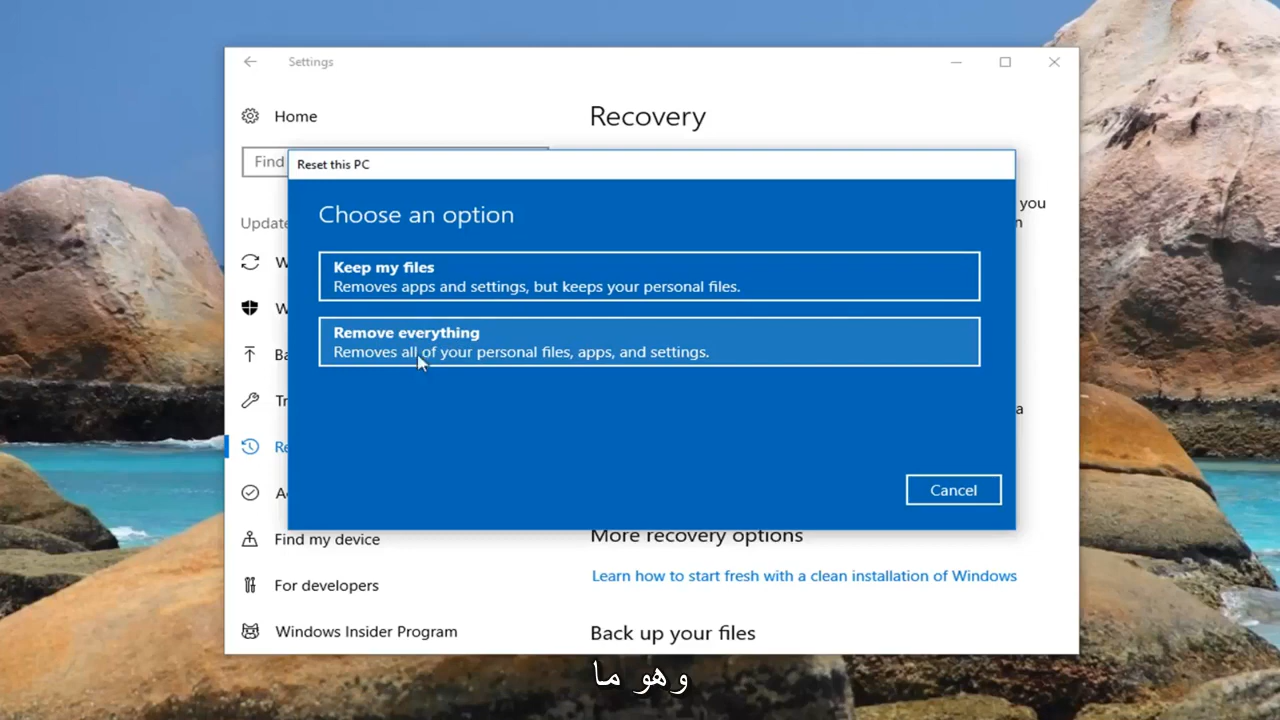 Settings
Home
Recovery
Find
Reset this PC
Choose an option
you
Update
n
Keep my files
Removes apps and settings, but keeps your personal files.
W
Remove everything
Removes all of your personal files, apps, and settings.
W
Ba
Tr
a
Re
A
Cancel
More recovery options
Find my device
Learn how to start fresh with a clean installation of Windows
For developers
Back up your files
Windows Insider Program
وهو ما